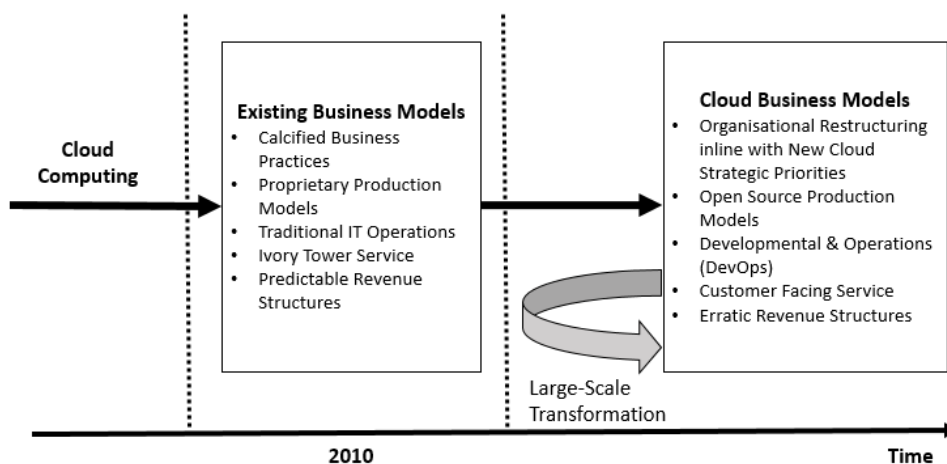 Cloud
Computing
Existing Business Models
• Calcified Business
Practices
• Proprietary Production
Models
• Traditional IT Operations
• Ivory Tower Service
• Predictable Revenue
Structures
Cloud Business Models
• Organisational Restructuring
inline with New Cloud
Strategic Priorities
• Open Source Production
Models
• Developmental & Operations
(DevOps)
• Customer Facing Service
• Erratic Revenue Structures
Large-Scale
Transformation
2010
Time